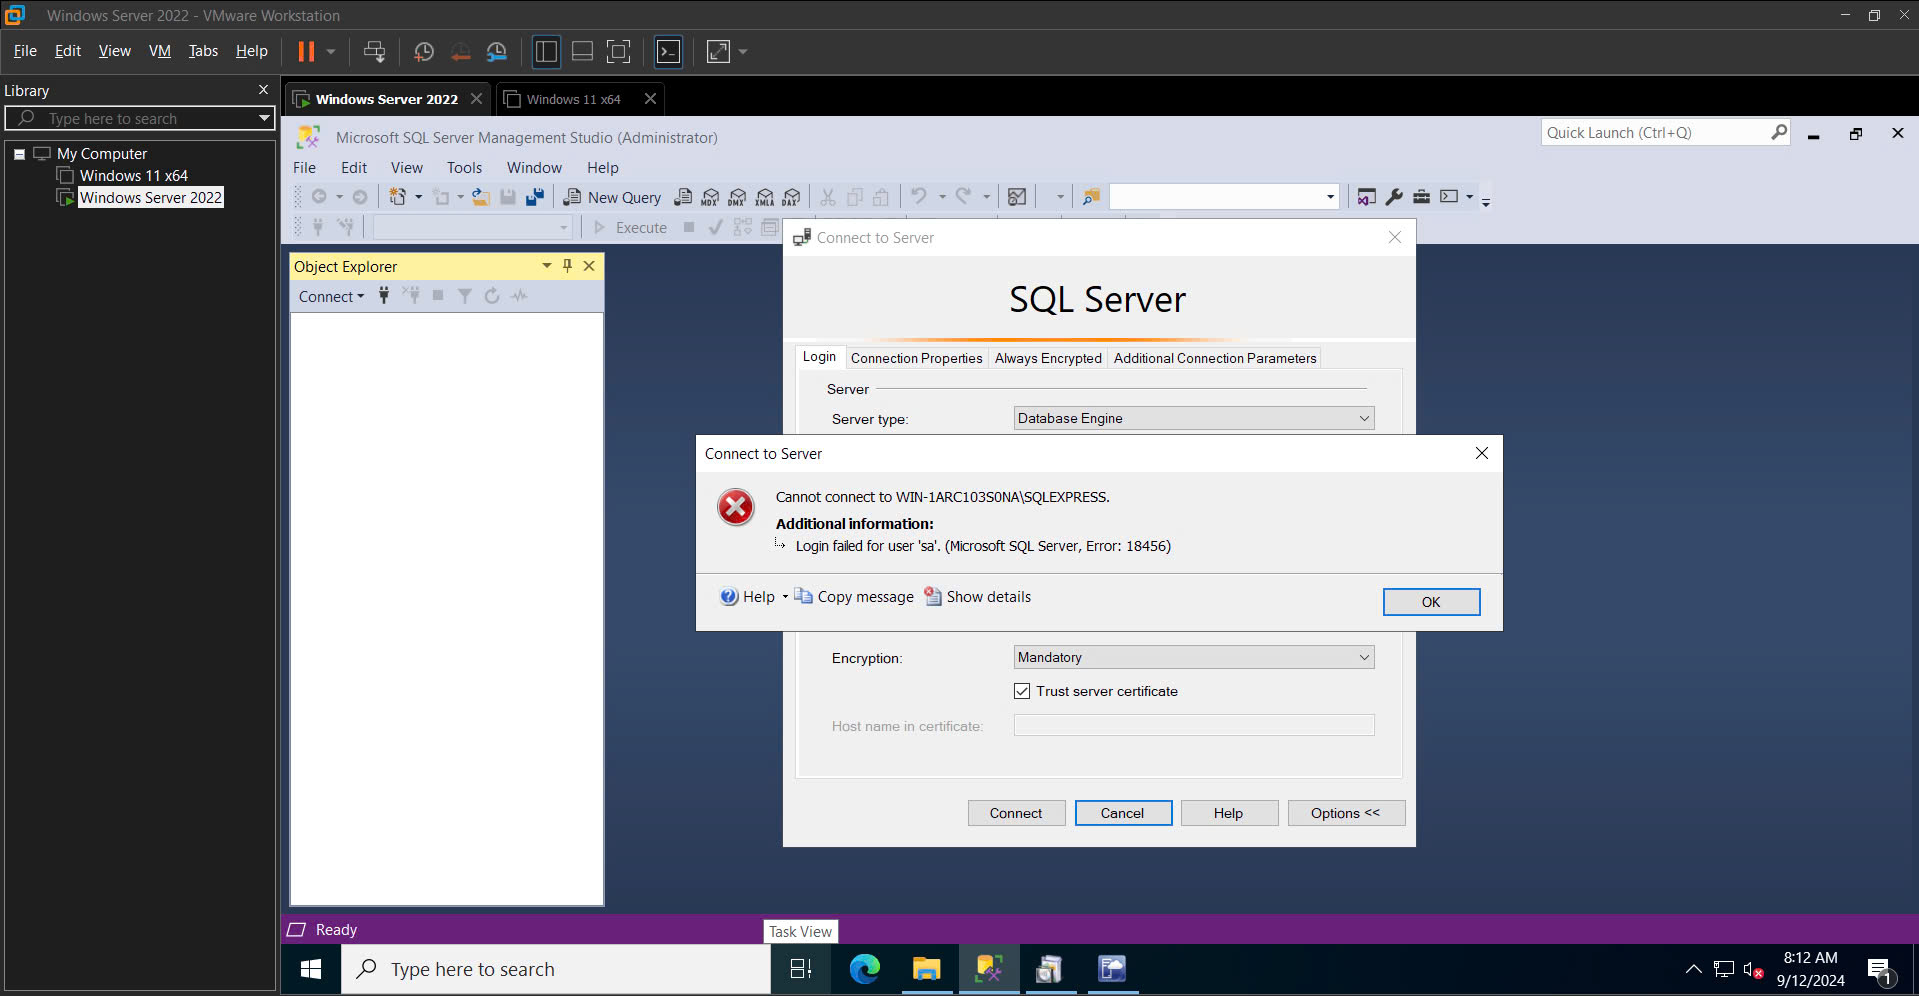 Windows Server 2022 - VMware Workstation
File Edit View VM Tabs Help
Library
Type here to search
My Computer
Windows 11 x64
Windows Server 2022
Windows Server 2022
Windows 11 x64
Microsoft SQL Server Management Studio (Administrator)
Quick Launch (Ctrl+Q)
File Edit View Tools Window Help
New Query
MDX
DMX
XMLA
DAX
Execute
Object Explorer
Connect
Connect to Server
SQL Server
Login
Connection Properties
Always Encrypted
Additional Connection Parameters
Server
Server type:
Database Engine
Connect to Server
Cannot connect to WIN-1ARC103S0NA\SQLEXPRESS.
Additional information:
Login failed for user 'sa'. (Microsoft SQL Server, Error: 18456)
Help
Copy message
Show details
OK
Encryption:
Mandatory
Trust server certificate
Host name in certificate:
Connect
Cancel
Help
Options <<
Ready
Task View
Type here to search
8:12 AM
9/12/2024
1